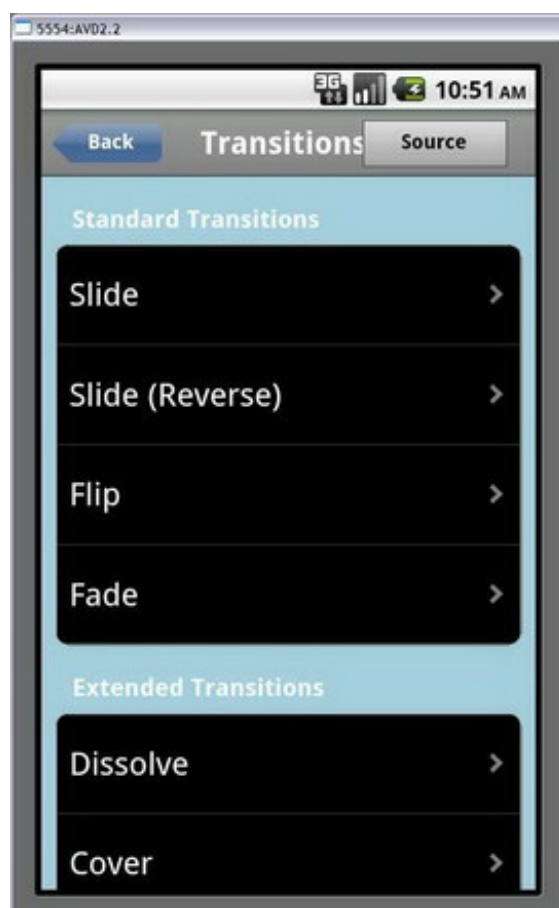 5554:AVD2.2
3G 10:51 AM
Back Transitions Source
Standard Transitions
Slide
Slide (Reverse)
Flip
Fade
Extended Transitions
Dissolve
Cover